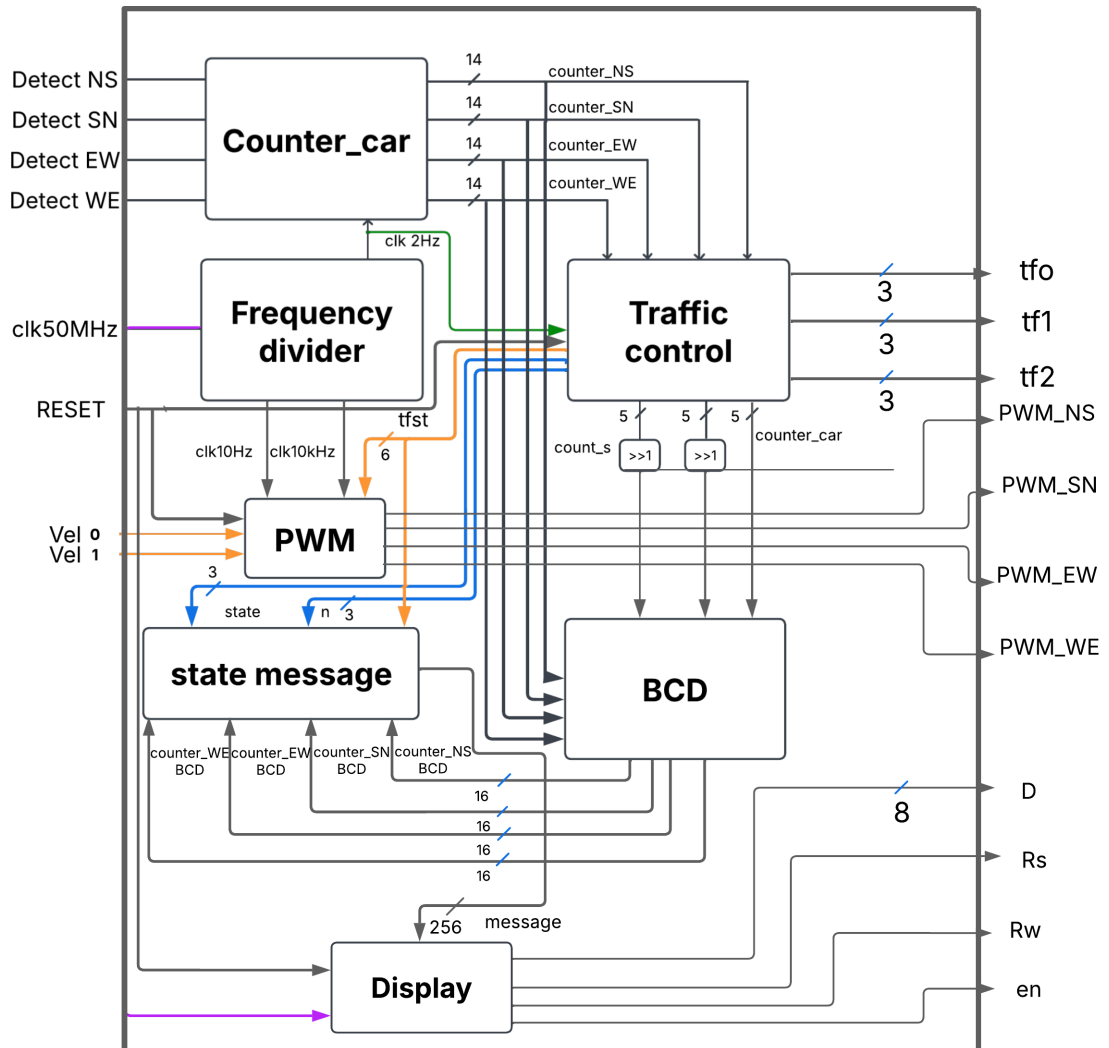 Detect NS
Detect SN
Detect EW
Detect WE
Counter_car
14
14
14
14
counter_NS
counter_SN
counter_EW
counter_WE
clk 2Hz
clk50MHz
Frequency
divider
Traffic
control
3
3
3
tfo
tf1
tf2
RESET
clk10Hz
clk10kHz
tfst
6
5
5
5
count_s
>>1
>>1
counter_car
PWM_NS
PWM_SN
PWM_EW
PWM_WE
Vel 0
Vel 1
PWM
3
state
n
3
state message
BCD
counter_WE
BCD
counter_EW
BCD
counter_SN
BCD
counter_NS
BCD
16
16
16
16
256
message
Display
8
D
Rs
Rw
en